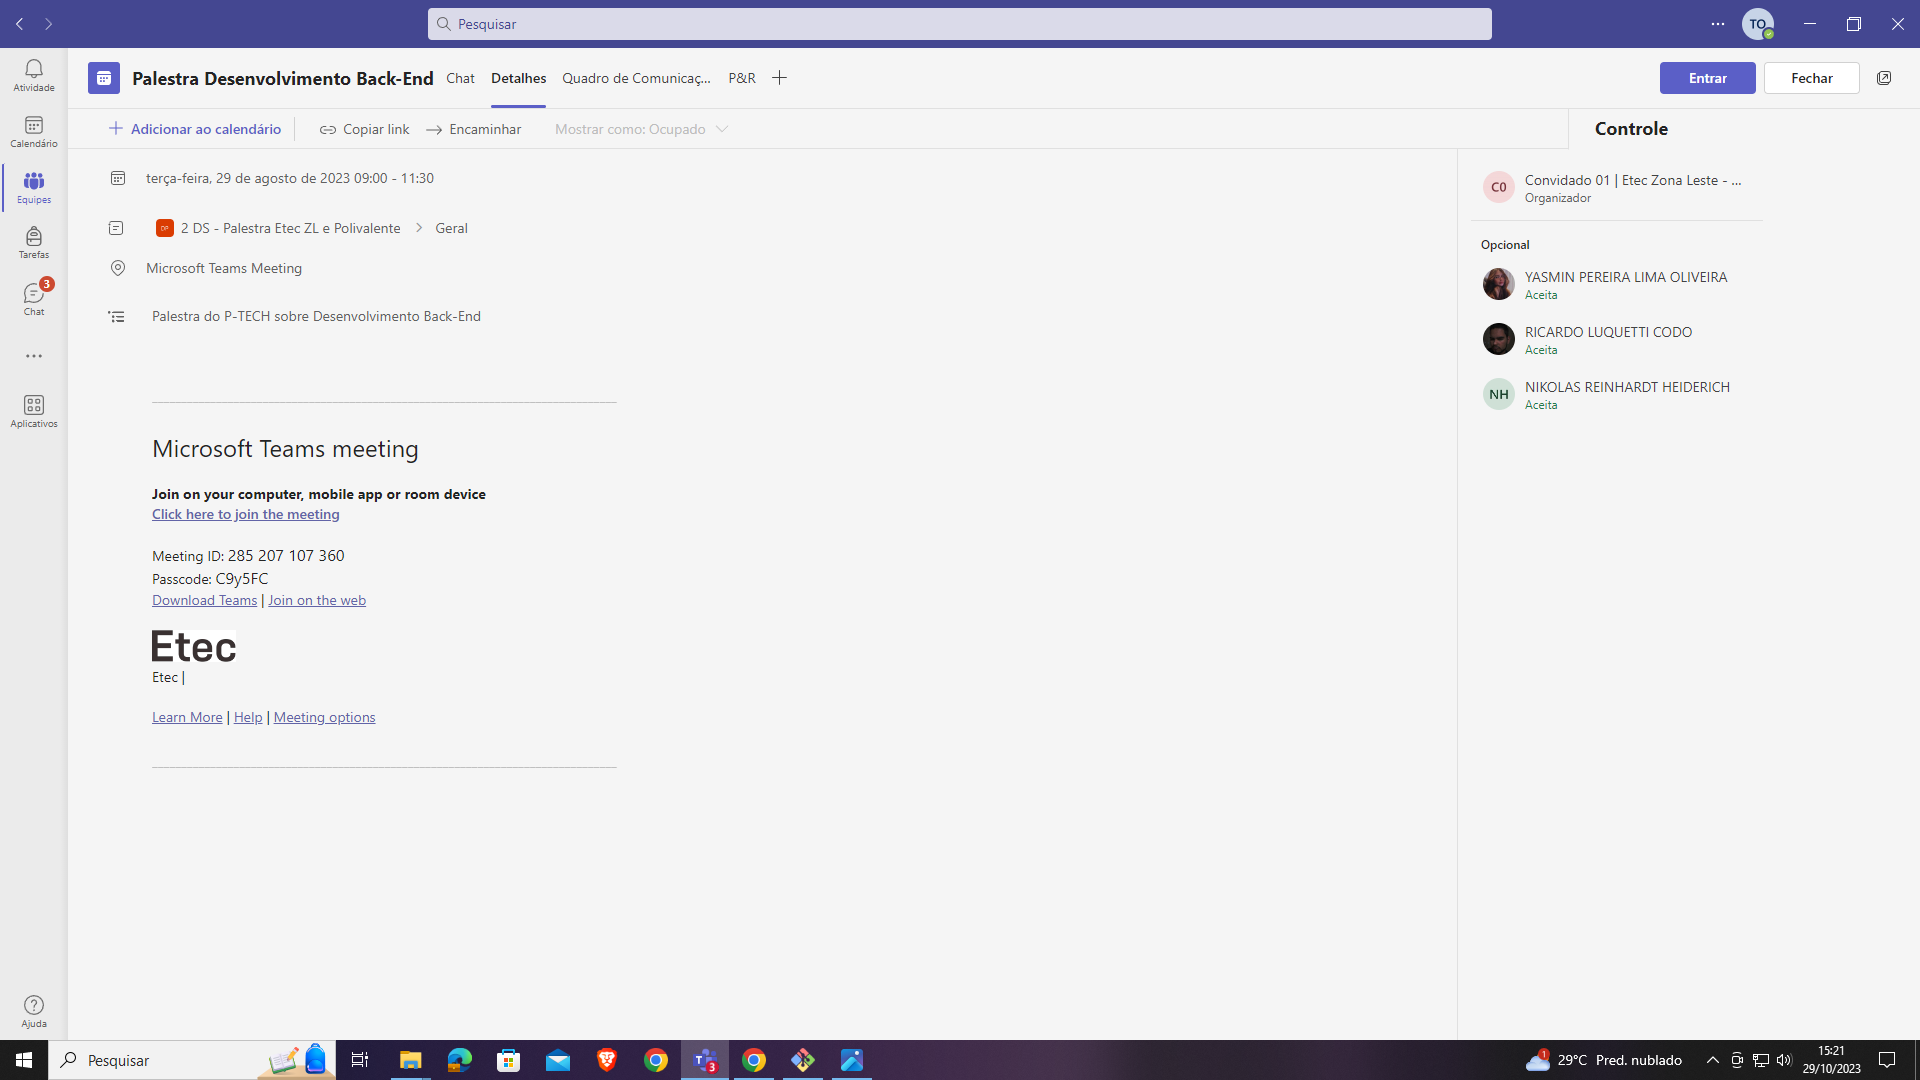 Pesquisar
TO
Atividade
Calendário
Equipes
Tarefas
3
Chat
Aplicativos
Ajuda
Palestra Desenvolvimento Back-End
Chat
Detalhes
Quadro de Comunicaç...
P&R
Entrar
Fechar
Adicionar ao calendário
Copiar link
Encaminhar
Mostrar como: Ocupado
Controle
terça-feira, 29 de agosto de 2023 09:00 - 11:30
DP 2 DS - Palestra Etec ZL e Polivalente > Geral
Microsoft Teams Meeting
Palestra do P-TECH sobre Desenvolvimento Back-End
Microsoft Teams meeting
Join on your computer, mobile app or room device
Click here to join the meeting
Meeting ID: 285 207 107 360
Passcode: C9y5FC
Download Teams | Join on the web
Etec
Etec |
Learn More | Help | Meeting options
C0
Convidado 01 | Etec Zona Leste - ...
Organizador
Opcional
YASMIN PEREIRA LIMA OLIVEIRA
Aceita
RICARDO LUQUETTI CODO
Aceita
NH
NIKOLAS REINHARDT HEIDERICH
Aceita
Pesquisar
T
3
1
29°C Pred. nublado
15:21
29/10/2023